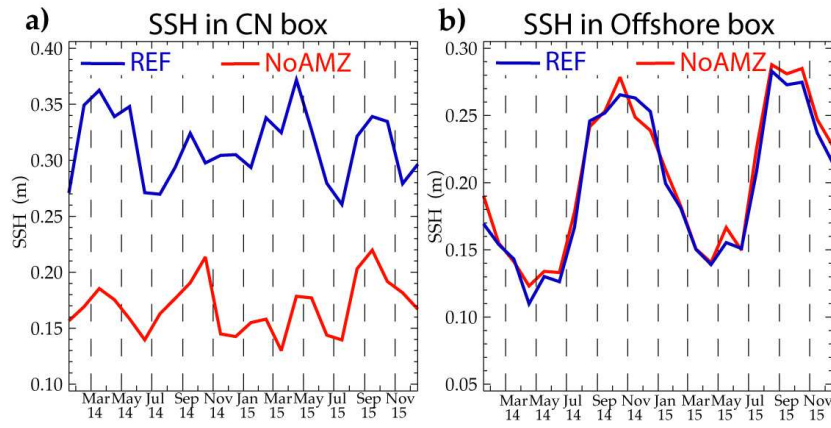 a) SSH in CN box
REF NoAMZ
SSH (m)
0.40
0.35
0.30
0.25
0.20
0.15
0.10
Mar May Jul Sep Nov Jan Mar May Jul Sep Nov
14 14 14 14 14 15 15 15 15 15 15
b) SSH in Offshore box
REF NoAMZ
SSH (m)
0.30
0.25
0.20
0.15
0.10
0.05
Mar May Jul Sep Nov Jan Mar May Jul Sep Nov
14 14 14 14 14 15 15 15 15 15 15